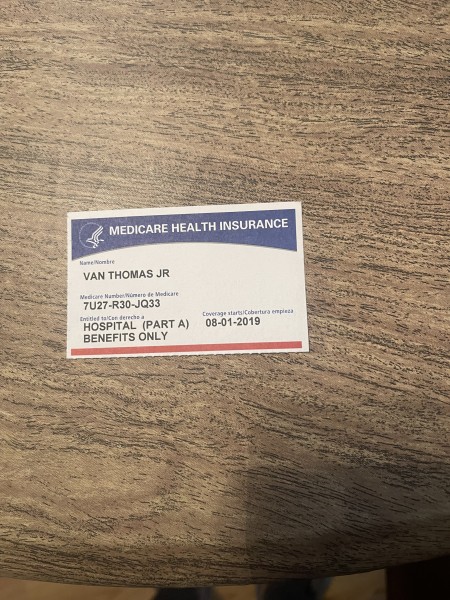 MEDICARE HEALTH INSURANCE
Name/Nombre
VAN THOMAS JR
Medicare Number/Número de Medicare
7U27-R30-JQ33
Entitled to/Con derecho a
HOSPITAL (PART A)
BENEFITS ONLY
Coverage starts/Cobertura empieza
08-01-2019